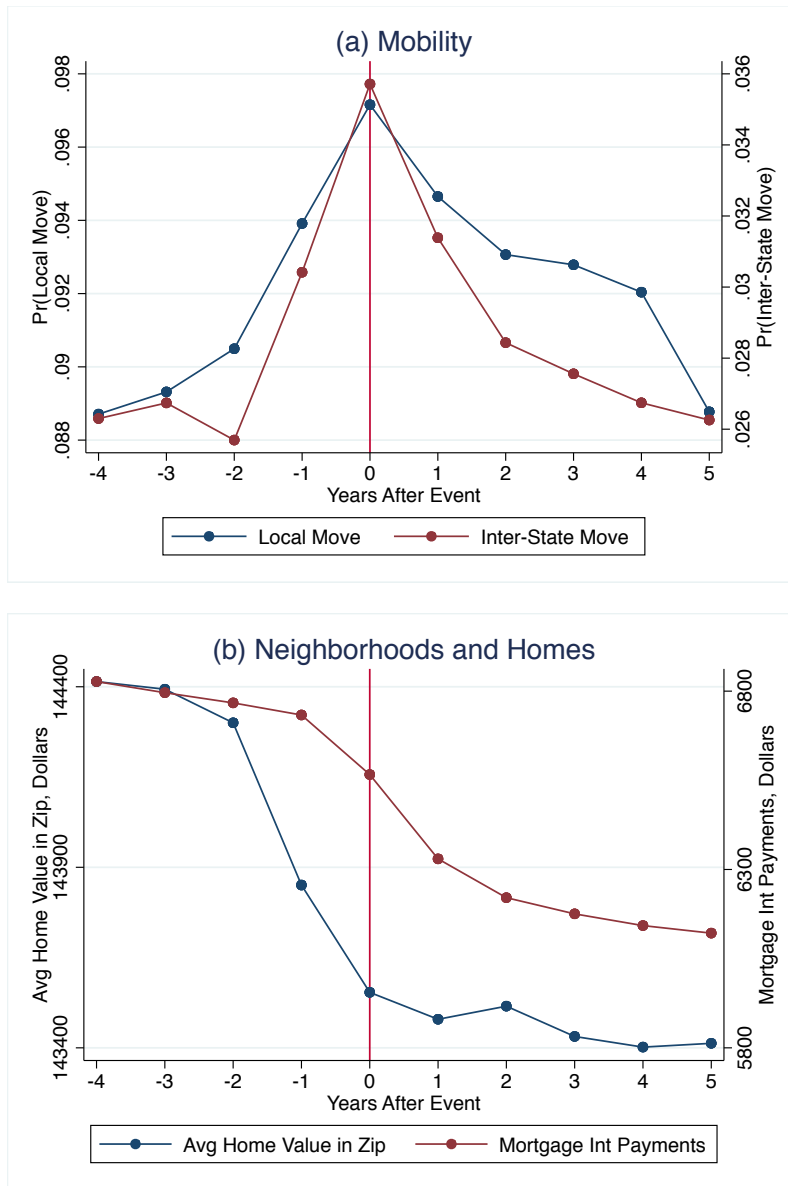 (a) Mobility
.098
.096
.094
.092
.09
.088
Pr(Local Move)
.036
.034
.032
.03
.028
.026
Pr(Inter-State Move)
-4 -3 -2 -1 0 1 2 3 4 5
Years After Event
Local Move Inter-State Move
(b) Neighborhoods and Homes
144400
143900
143400
Avg Home Value in Zip, Dollars
6800
6300
5800
Mortgage Int Payments, Dollars
-4 -3 -2 -1 0 1 2 3 4 5
Years After Event
Avg Home Value in Zip Mortgage Int Payments